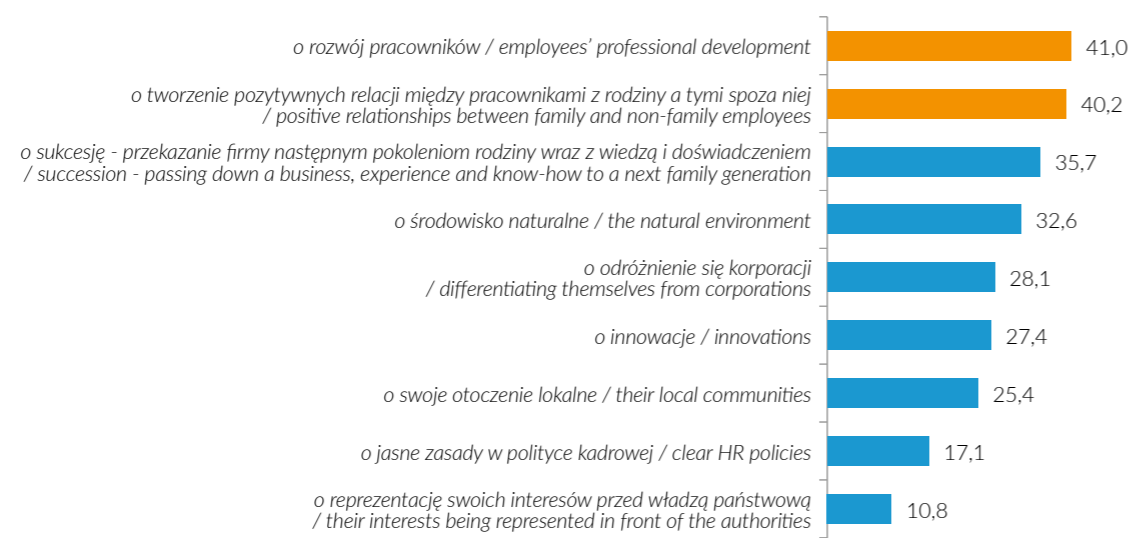 o rozwój pracowników / employees' professional development
41,0
o tworzenie pozytywnych relacji między pracownikami z rodziny a tymi spoza niej
/ positive relationships between family and non-family employees
40,2
o sukcesję - przekazanie firmy następnym pokoleniom rodziny wraz z wiedzą i doświadczeniem
/ succession - passing down a business, experience and know-how to a next family generation
35,7
o środowisko naturalne / the natural environment
32,6
o odróżnienie się korporacji
/ differentiating themselves from corporations
28,1
o innowacje / innovations
27,4
o swoje otoczenie lokalne / their local communities
25,4
o jasne zasady w polityce kadrowej / clear HR policies
17,1
o reprezentację swoich interesów przed władzą państwową
/ their interests being represented in front of the authorities
10,8